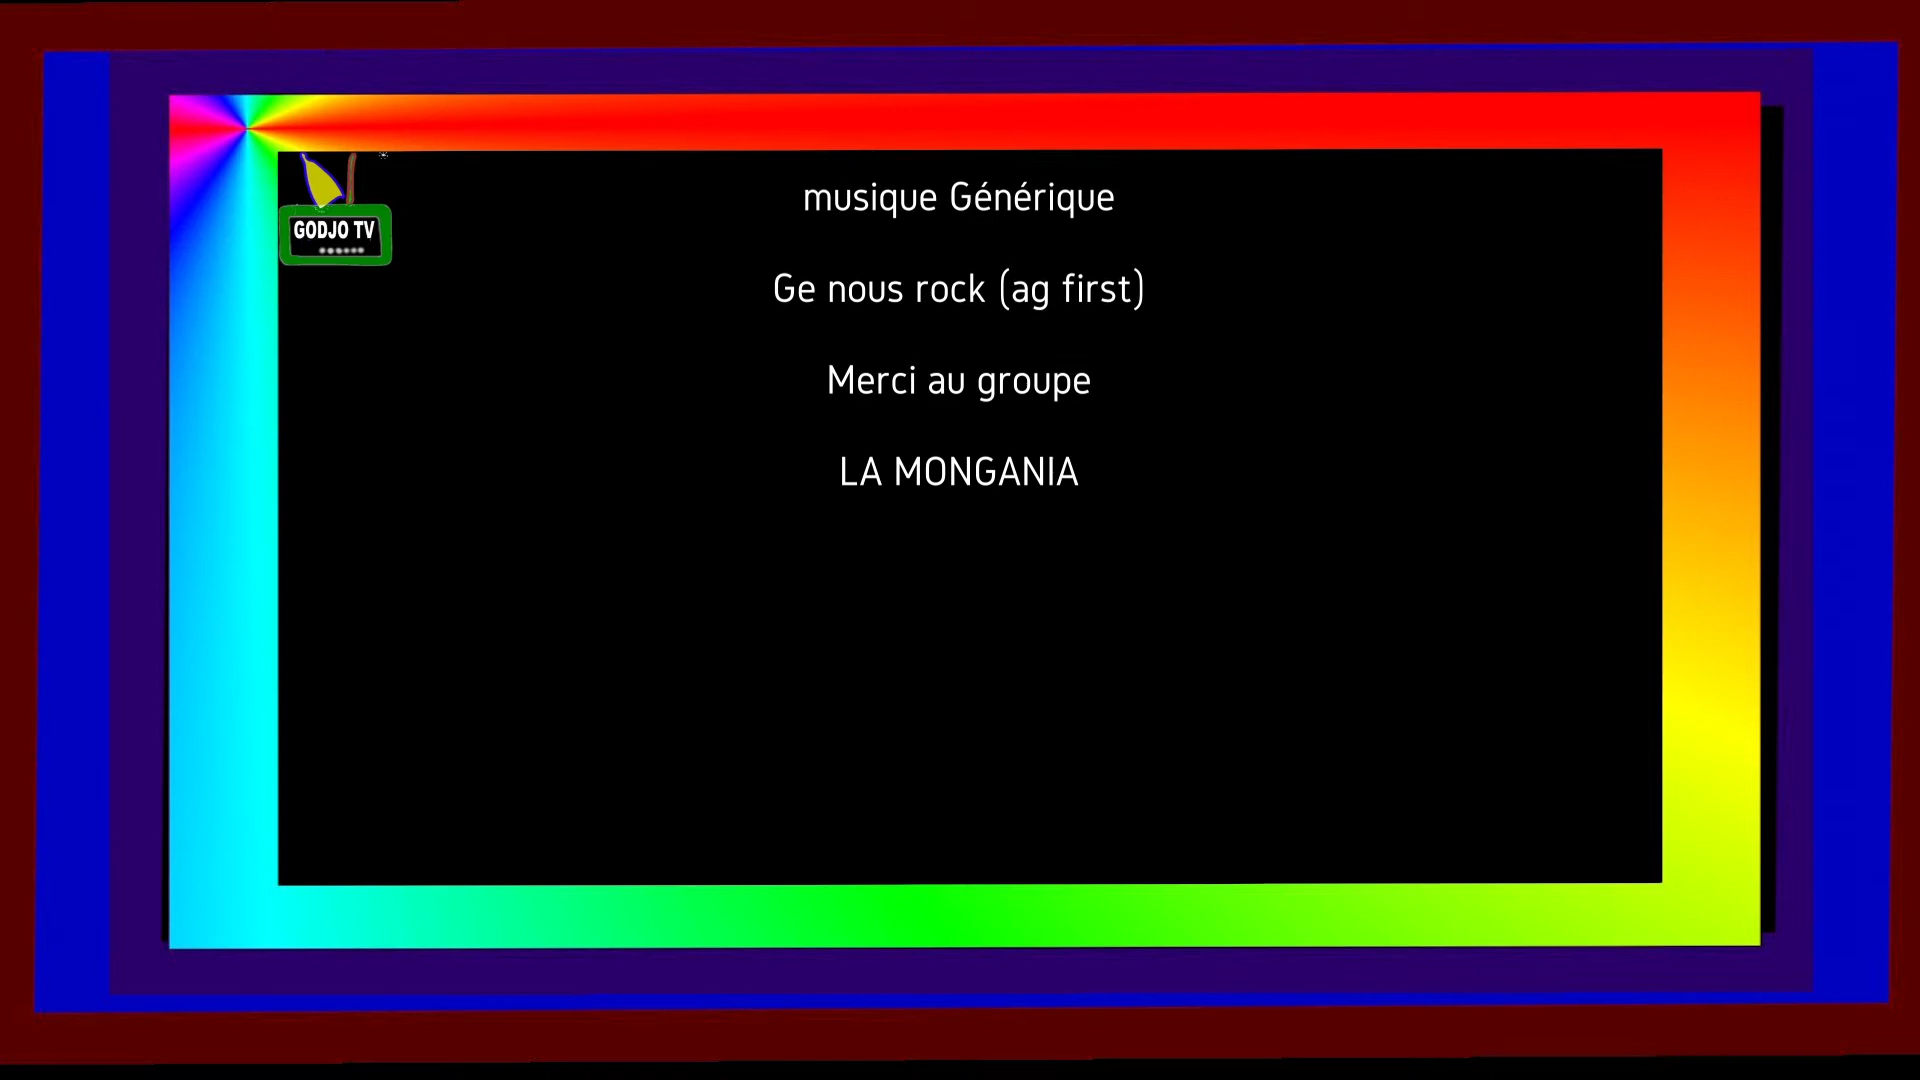 GODJO TV
musique Générique
Ge nous rock (ag first)
Merci au groupe
LA MONGANIA